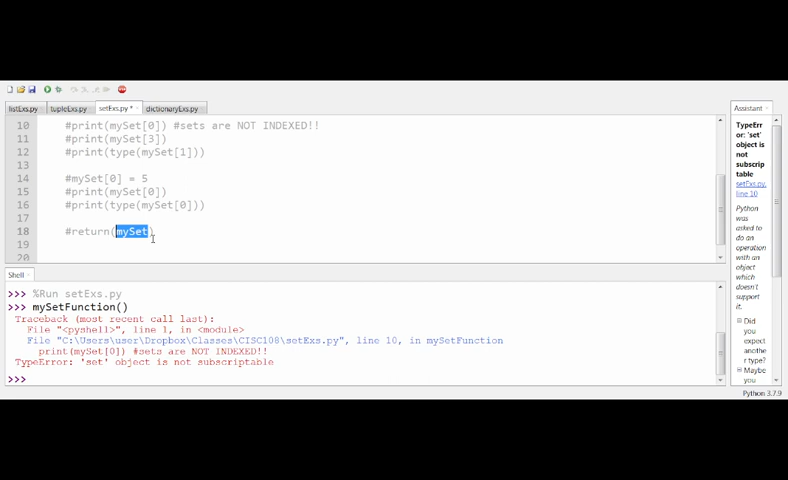 listExs.py tupleExs.py setExs.py * dictionaryExs.py Assistant
10 #print(mySet[0]) #sets are NOT INDEXED!!
11 #print(mySet[3])
12 #print(type(mySet[1]))
13
14 #mySet[0] = 5
15 #print(mySet[0])
16 #print(type(mySet[0]))
17
18 #return(mySet)
19
20
Shell
>>> %Run setExs.py
>>> mySetFunction()
Traceback (most recent call last):
File "<pyshell>", line 1, in <module>
File "C:\Users\user\Dropbox\Classes\CISC108\setExs.py", line 10, in mySetFunction
print(mySet[0]) #sets are NOT INDEXED!!
TypeError: 'set' object is not subscriptable
>>>
TypeErr
or: 'set'
object is
not
subscrip
table
setExs.py,
line 10
Python
was
asked to
do an
operation
with an
object
which
doesn't
support
it.
Did
you
expect
anothe
r type?
Maybe
you
Python 3.7.9